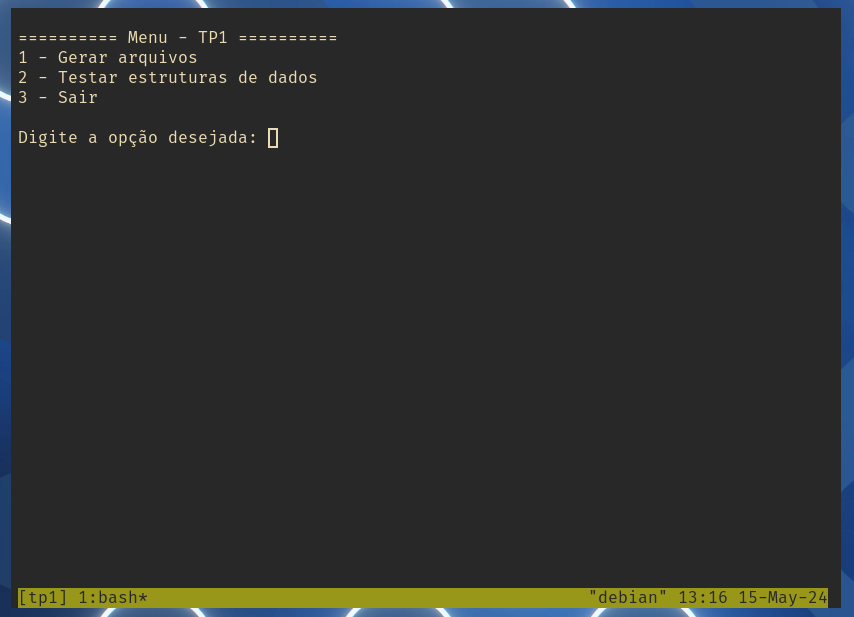 ========== Menu - TP1 ==========
1 - Gerar arquivos
2 - Testar estruturas de dados
3 - Sair
Digite a opção desejada:
[tp1] 1:bash* "debian" 13:16 15-May-24